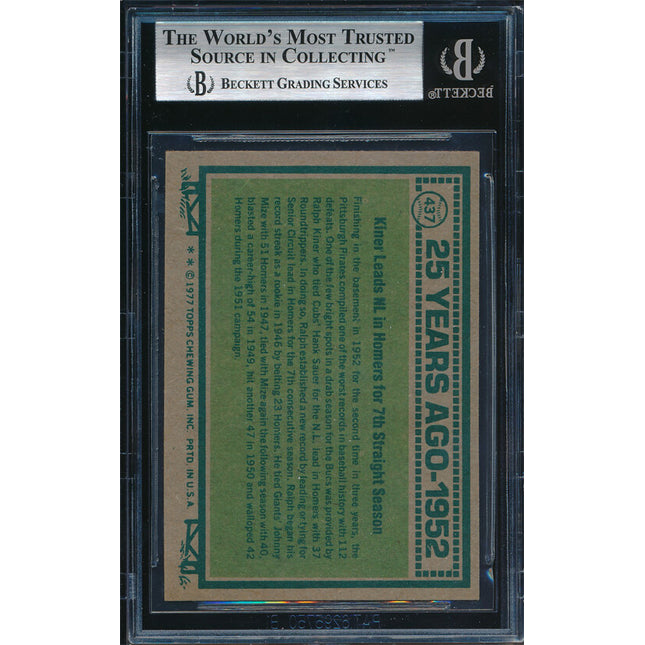 THE WORLD'S MOST TRUSTED
SOURCE IN COLLECTING™
B BECKETT GRADING SERVICES
B
BECKETT®
437
25 YEARS AGO-1952
Kiner Leads NL in Homers for 7th Straight Season
Finishing in the basement in 1952 for the second time in three years, the
Pittsburgh Pirates compiled one of the worst records in baseball history with 112
defeats. One of the few bright spots in a drab season for the Bucs was provided by
Ralph Kiner who tied Cubs' Hank Sauer for the N.L. lead in Homers with 37
Roundtrippers. In doing so, Ralph established a new record by leading or tying for
Senior Circuit lead in Homers for the 7th consecutive season. Ralph began his
record streak as a rookie in 1946 by belting 23 Homers. He tied Giants' Johnny
Mize with 51 Homers in 1947, tied with Mize again the following season with 40,
blasted a career-high of 54 in 1949, hit another 47 in 1950 and walloped 42
Homers during the 1951 campaign.
* * © 1977 TOPPS CHEWING GUM, INC. PRTD. IN U.S.A.